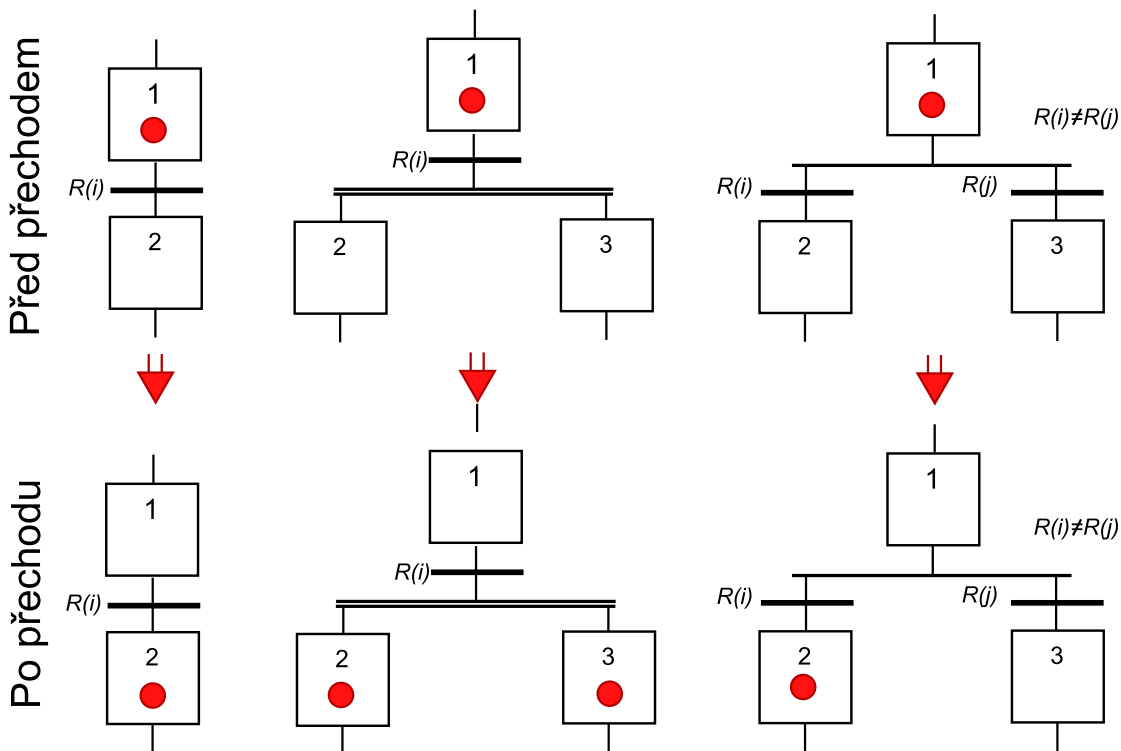 Před přechodem
1
R(i)
2
1
R(i)
2
3
1
R(i)≠R(j)
R(i)
R(j)
2
3
Po přechodu
1
R(i)
2
1
R(i)
2
3
1
R(i)≠R(j)
R(i)
R(j)
2
3